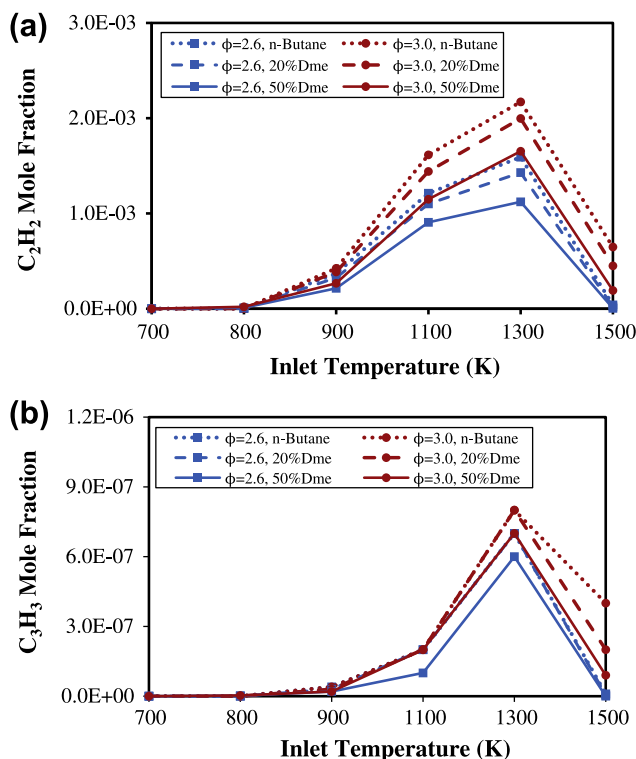 (a)
3.0E-03
2.0E-03
1.0E-03
0.0E+00
C₂H₂ Mole Fraction
ϕ=2.6, n-Butane
ϕ=3.0, n-Butane
ϕ=2.6, 20%Dme
ϕ=3.0, 20%Dme
ϕ=2.6, 50%Dme
ϕ=3.0, 50%Dme
700 800 900 1100 1300 1500
Inlet Temperature (K)
(b)
1.2E-06
9.0E-07
6.0E-07
3.0E-07
0.0E+00
C₃H₃ Mole Fraction
ϕ=2.6, n-Butane
ϕ=3.0, n-Butane
ϕ=2.6, 20%Dme
ϕ=3.0, 20%Dme
ϕ=2.6, 50%Dme
ϕ=3.0, 50%Dme
700 800 900 1100 1300 1500
Inlet Temperature (K)